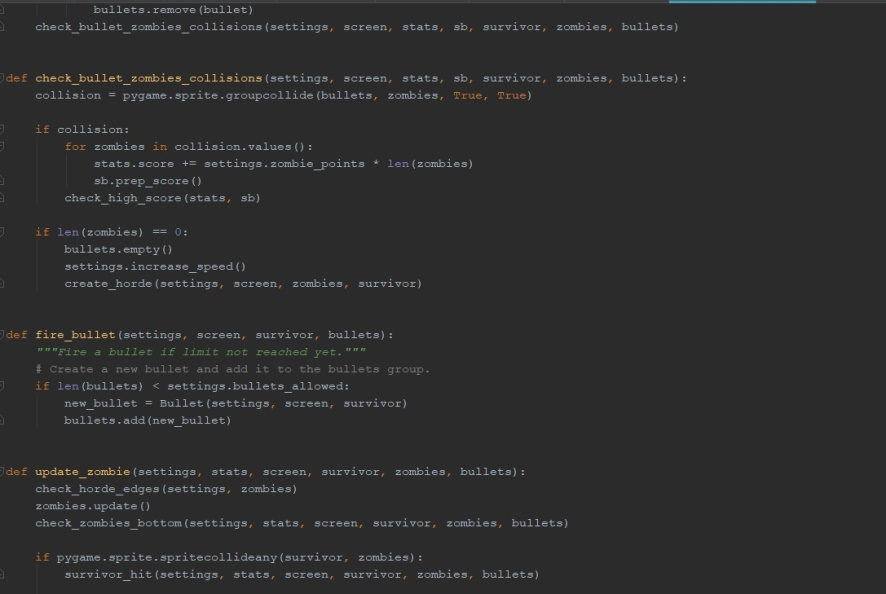 bullets.remove(bullet)
check_bullet_zombies_collisions(settings, screen, stats, sb, survivor, zombies, bullets)
def check_bullet_zombies_collisions(settings, screen, stats, sb, survivor, zombies, bullets):
collision = pygame.sprite.groupcollide(bullets, zombies, True, True)
if collision:
for zombies in collision.values():
stats.score += settings.zombie_points * len(zombies)
sb.prep_score()
check_high_score(stats, sb)
if len(zombies) == 0:
bullets.empty()
settings.increase_speed()
create_horde(settings, screen, zombies, survivor)
def fire_bullet(settings, screen, survivor, bullets):
"""Fire a bullet if limit not reached yet."""
# Create a new bullet and add it to the bullets group.
if len(bullets) < settings.bullets_allowed:
new_bullet = Bullet(settings, screen, survivor)
bullets.add(new_bullet)
def update_zombie(settings, stats, screen, survivor, zombies, bullets):
check_horde_edges(settings, zombies)
zombies.update()
check_zombies_bottom(settings, stats, screen, survivor, zombies, bullets)
if pygame.sprite.spritecollideany(survivor, zombies):
survivor_hit(settings, stats, screen, survivor, zombies, bullets)